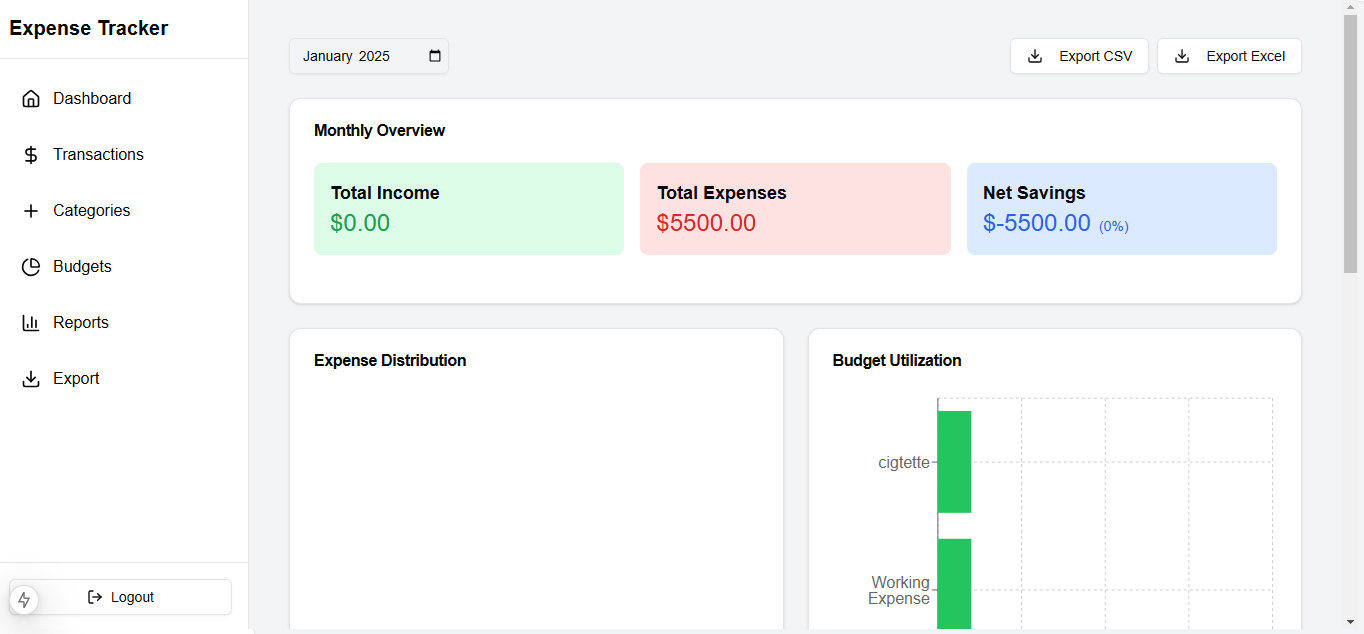 Expense Tracker
Dashboard
Transactions
Categories
Budgets
Reports
Export
Logout
January 2025
Export CSV
Export Excel
Monthly Overview
Total Income
$0.00
Total Expenses
$5500.00
Net Savings
$-5500.00 (0%)
Expense Distribution
Budget Utilization
cigtette
Working
Expense